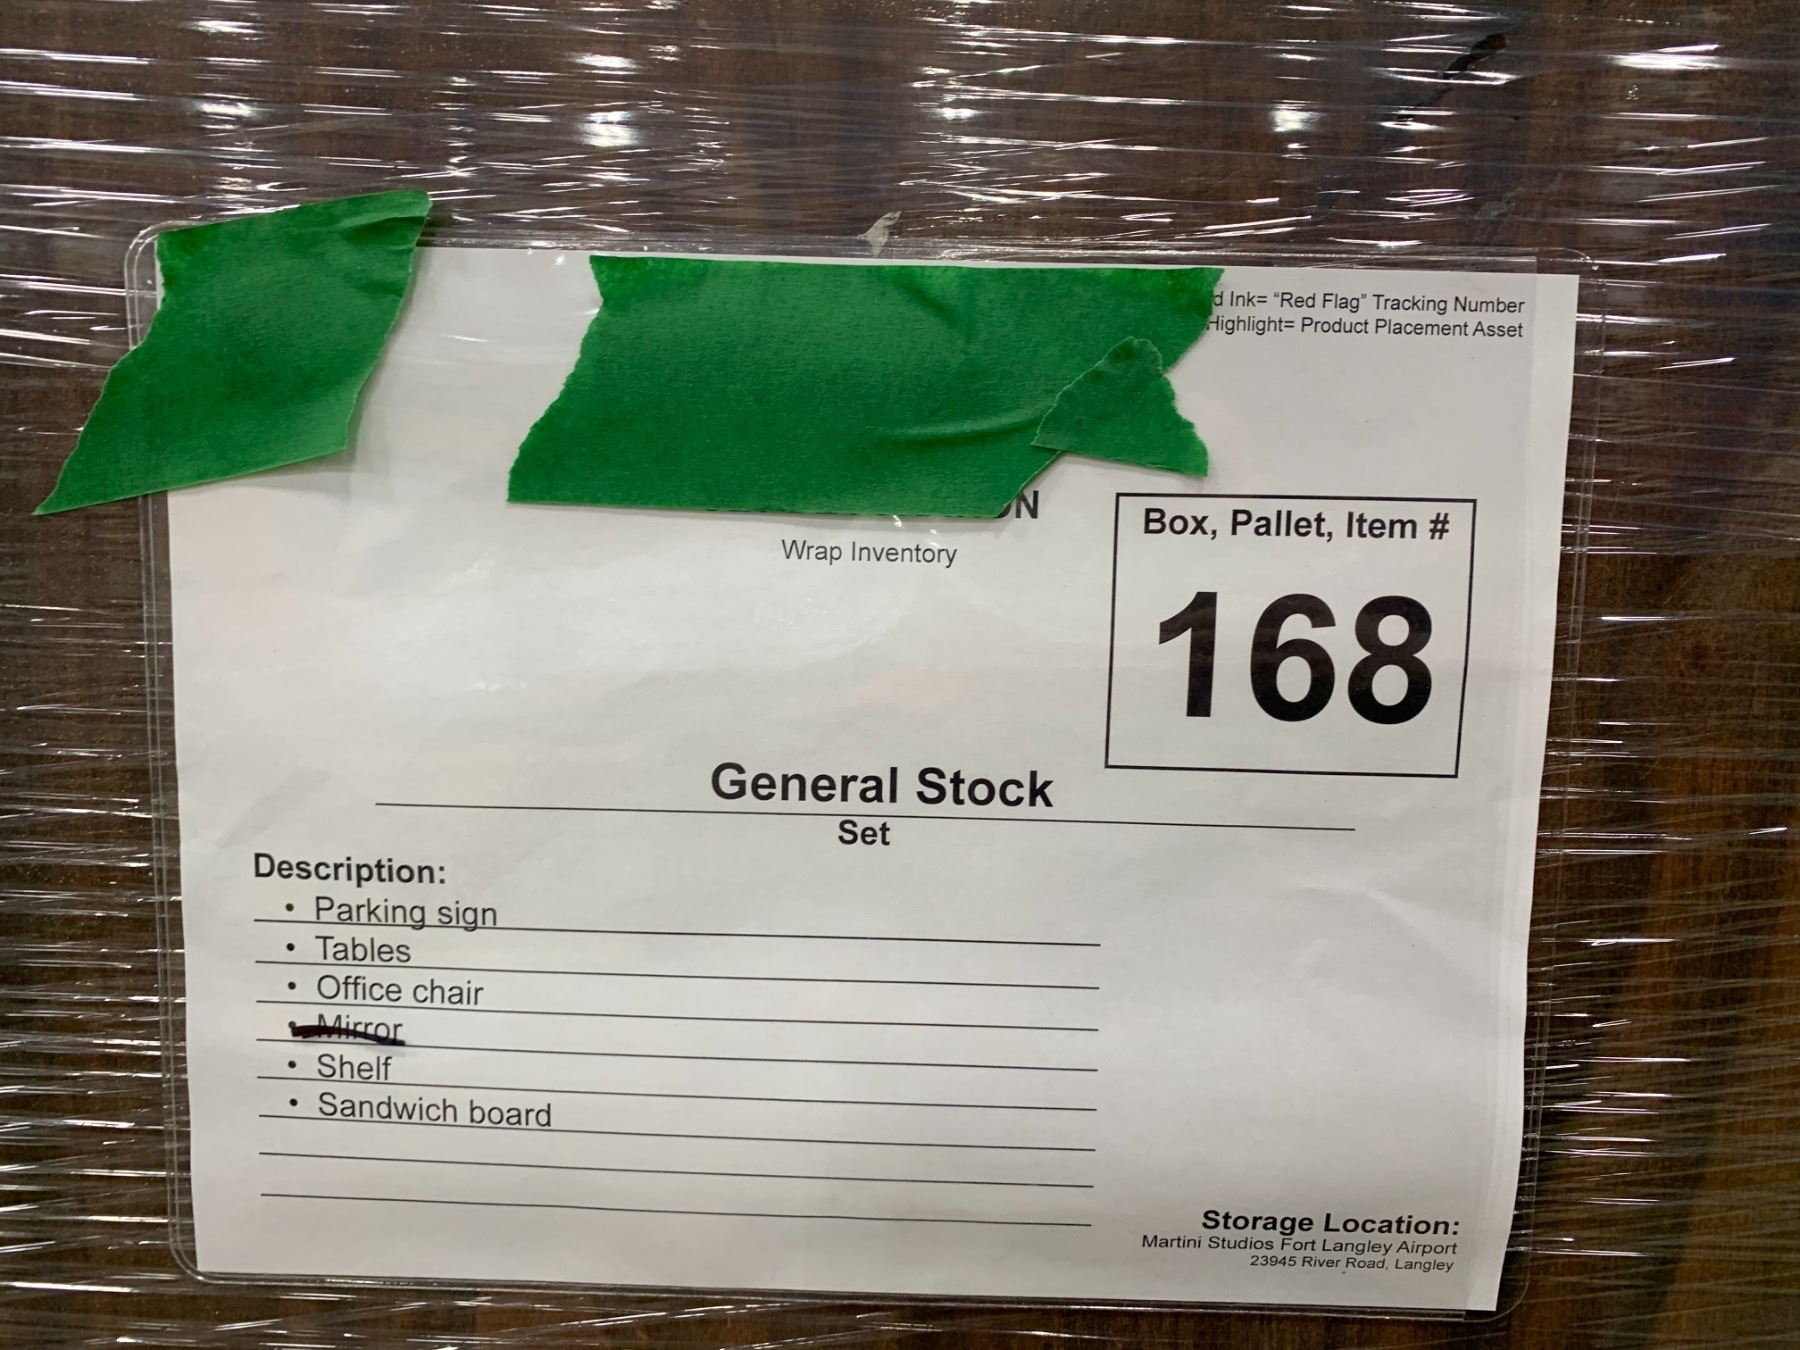 Ink= “Red Flag” Tracking Number
Highlight= Product Placement Asset
Wrap Inventory
Box, Pallet, Item #
168
General Stock
Set
Description:
• Parking sign
• Tables
• Office chair
• Mirror
• Shelf
• Sandwich board
Storage Location:
Martini Studios Fort Langley Airport
23945 River Road, Langley